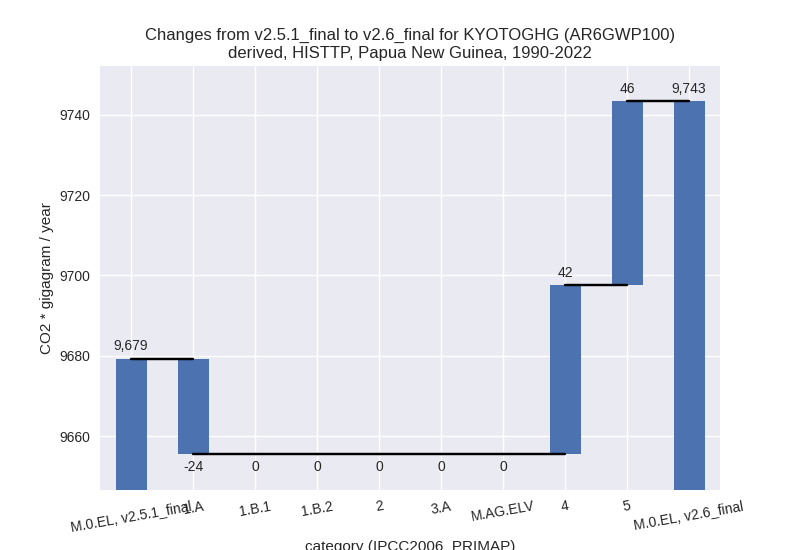 Changes from v2.5.1_final to v2.6_final for KYOTOGHG (AR6GWP100)
derived, HISTTP, Papua New Guinea, 1990-2022
CO2 * gigagram / year
9740
9720
9700
9680
9660
9,679
-24
0
0
0
0
0
42
46
9,743
M.0.EL, v2.5.1_final
1.A
1.B.1
1.B.2
2
3.A
M.AG.ELV
4
5
M.0.EL, v2.6_final
category (IPCC2006_PRIMAP)